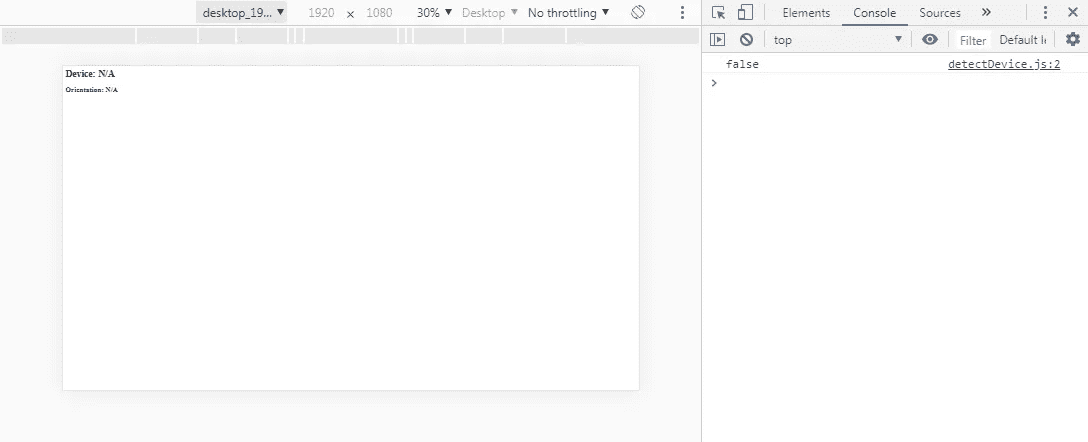 desktop_19... ▼ 1920 × 1080 30% ▼ Desktop ▼ No throttling ▼
Elements Console Sources »
top ▼ Filter Default le
Device: N/A
Orientation: N/A
false detectDevice.js:2
>